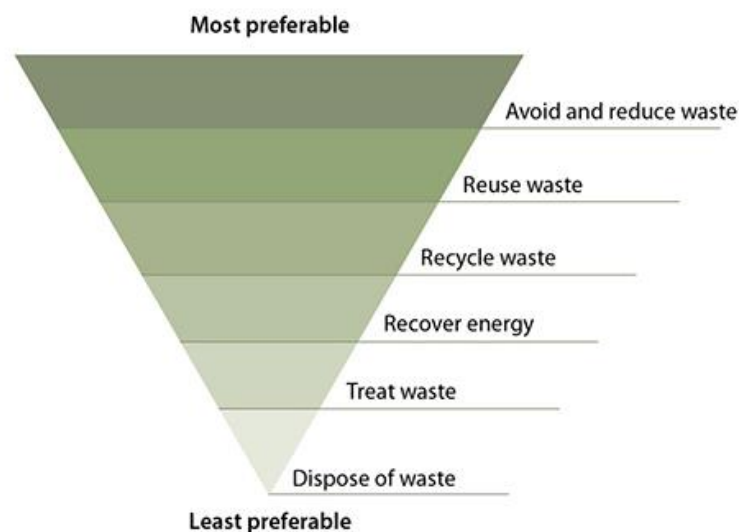 Most preferable
Avoid and reduce waste
Reuse waste
Recycle waste
Recover energy
Treat waste
Dispose of waste
Least preferable